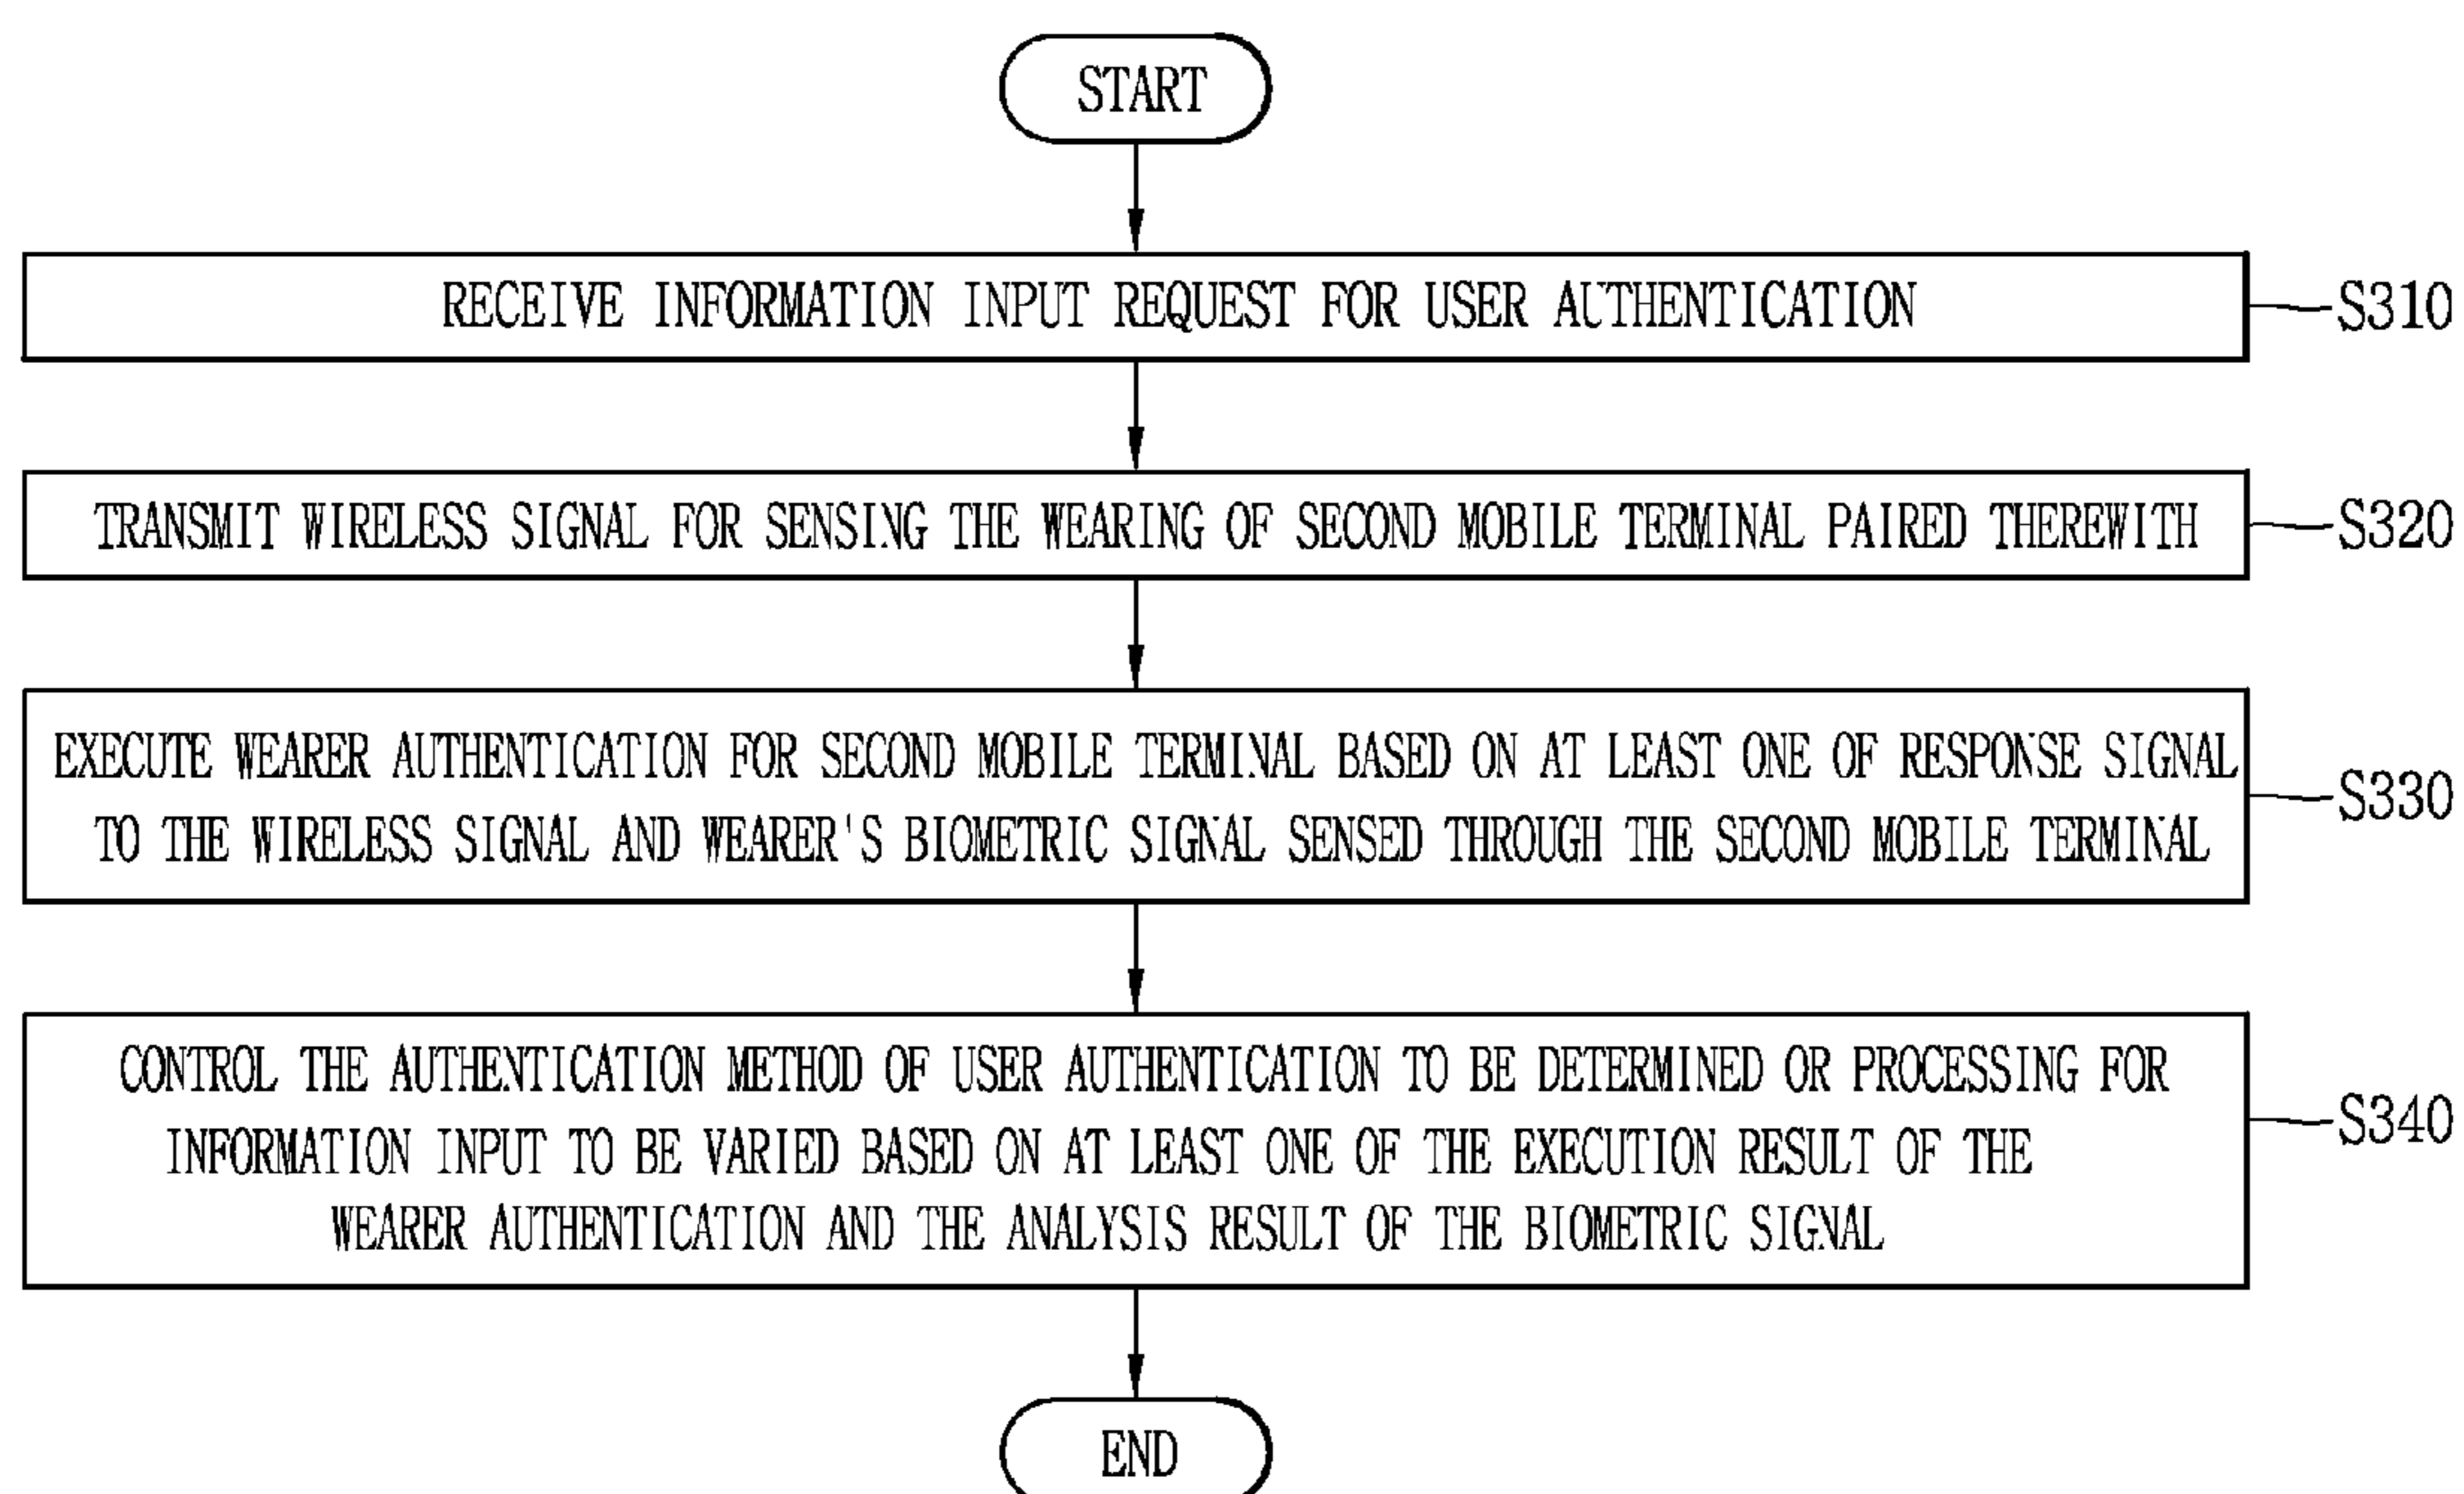 START
RECEIVE INFORMATION INPUT REQUEST FOR USER AUTHENTICATION
S310
TRANSMIT WIRELESS SIGNAL FOR SENSING THE WEARING OF SECOND MOBILE TERMINAL PAIRED THEREWITH
S320
EXECUTE WEARER AUTHENTICATION FOR SECOND MOBILE TERMINAL BASED ON AT LEAST ONE OF RESPONSE SIGNAL
TO THE WIRELESS SIGNAL AND WEARER'S BIOMETRIC SIGNAL SENSED THROUGH THE SECOND MOBILE TERMINAL
S330
CONTROL THE AUTHENTICATION METHOD OF USER AUTHENTICATION TO BE DETERMINED OR PROCESSING FOR
INFORMATION INPUT TO BE VARIED BASED ON AT LEAST ONE OF THE EXECUTION RESULT OF THE
WEARER AUTHENTICATION AND THE ANALYSIS RESULT OF THE BIOMETRIC SIGNAL
S340
END